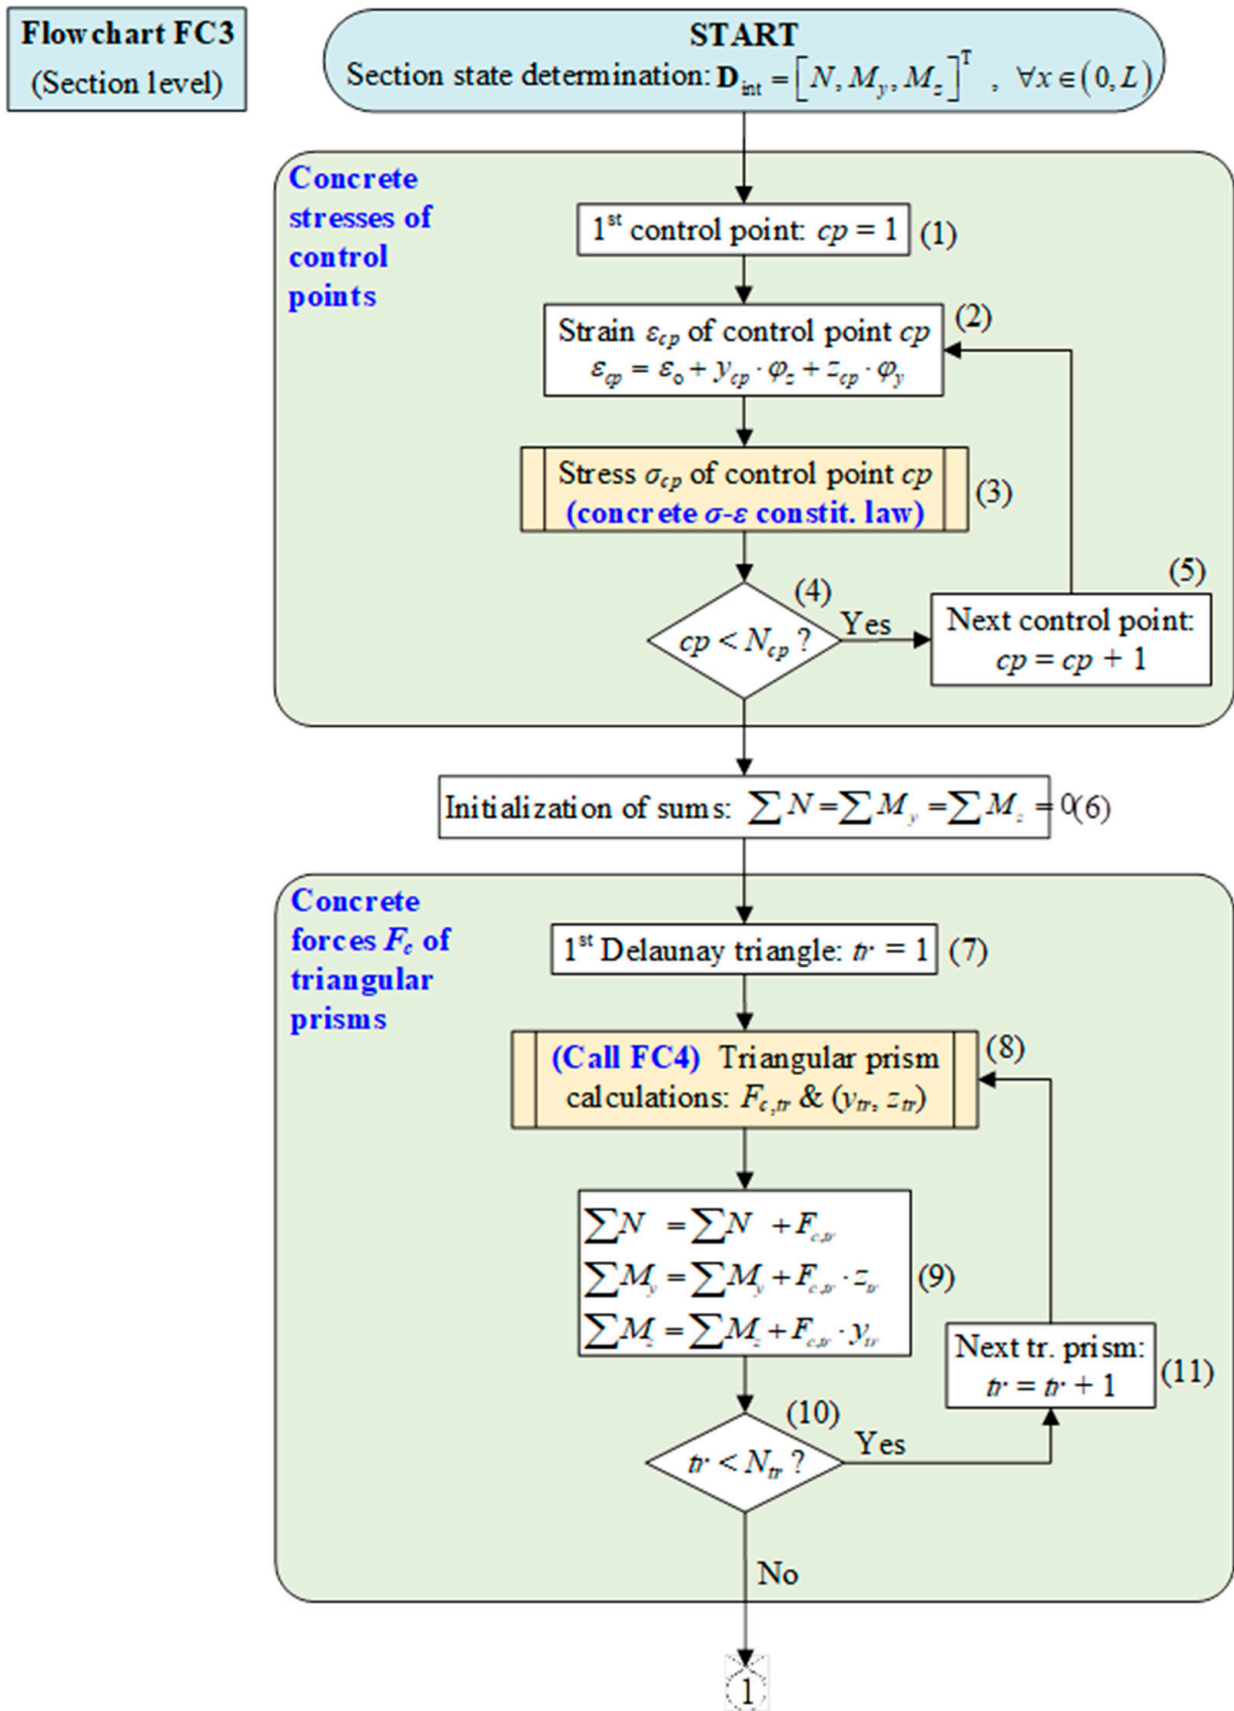 Flowchart FC3
(Section level)
START
Section state determination: D_int = [N, M_y, M_z]^T , ∀x∈(0, L)
Concrete
stresses of
control
points
1st control point: cp = 1 (1)
(2)
Strain ε_cp of control point cp
ε_cp = ε_o + y_cp · φ_z + z_cp · φ_y
Stress σ_cp of control point cp
(concrete σ-ε constit. law)
(3)
(4)
cp < N_cp ?
Yes
(5)
Next control point:
cp = cp + 1
Initialization of sums: ∑N = ∑M_y = ∑M_z = 0 (6)
Concrete
forces F_c of
triangular
prisms
1st Delaunay triangle: tr = 1 (7)
(8)
(Call FC4) Triangular prism
calculations: F_c,tr & (y_tr, z_tr)
∑N = ∑N + F_c,tr
∑M_y = ∑M_y + F_c,tr · z_tr
∑M_z = ∑M_z + F_c,tr · y_tr
(9)
(10)
tr < N_tr ?
Yes
Next tr. prism:
tr = tr + 1
(11)
No
1